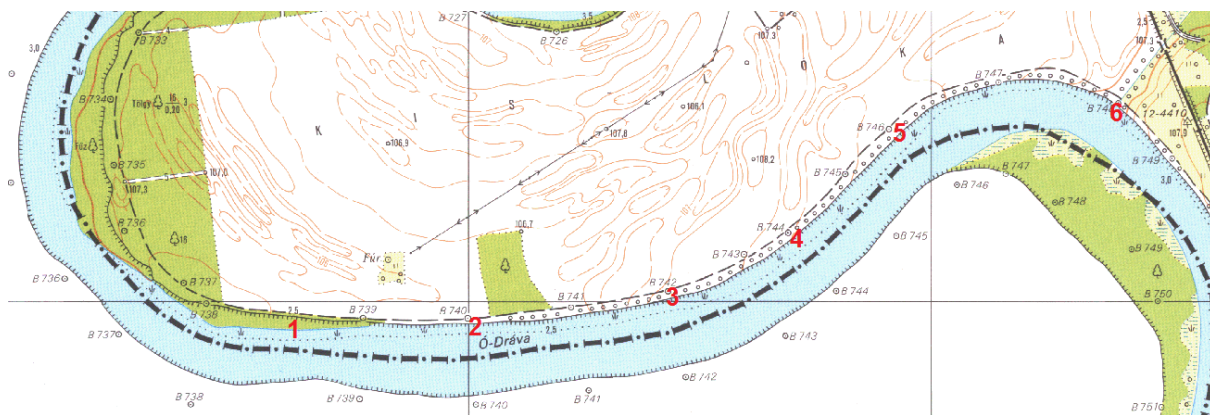 3,5
B 727
B 726
B 733
3,0
107,3
2,5
107,3
L
O
K
A
S
I
K
B 747
B 734
Tölgy 16 3
0,20
106,1
B 746
6
12-4410
107,8
5
Fűz
106,9
107,9
B 735
108,2
B 745
B 747
B 749
107,0
3,0
107,3
B 746
B 748
B 736
16
106,7
B 744
4
B 745
B 749
Fúr.
B 743
B 736
B 737
B 742
B 744
B 750
3
B 738
2,5
B 739
B 740
B 741
1
2
2,5
B 737
Ó-Dráva
B 743
B 742
B 738
B 739
B 740
B 741
B 751